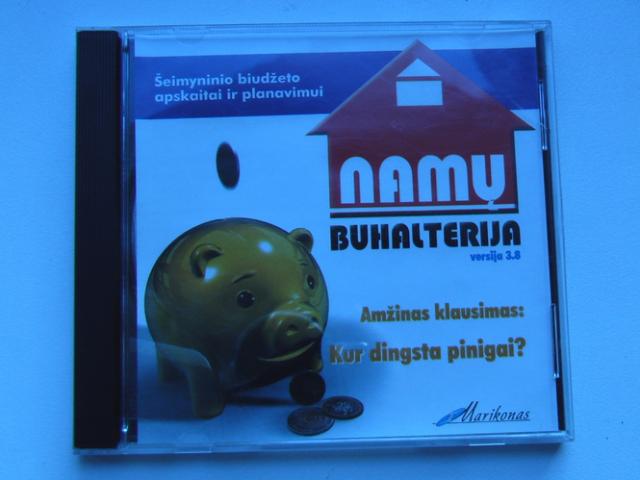 Šeimyninio biudžeto
apskaitai ir planavimui
NAMŲ
BUHALTERIJA
versija 3.8
Amžinas klausimas:
Kur dingsta pinigai?
Marikonas